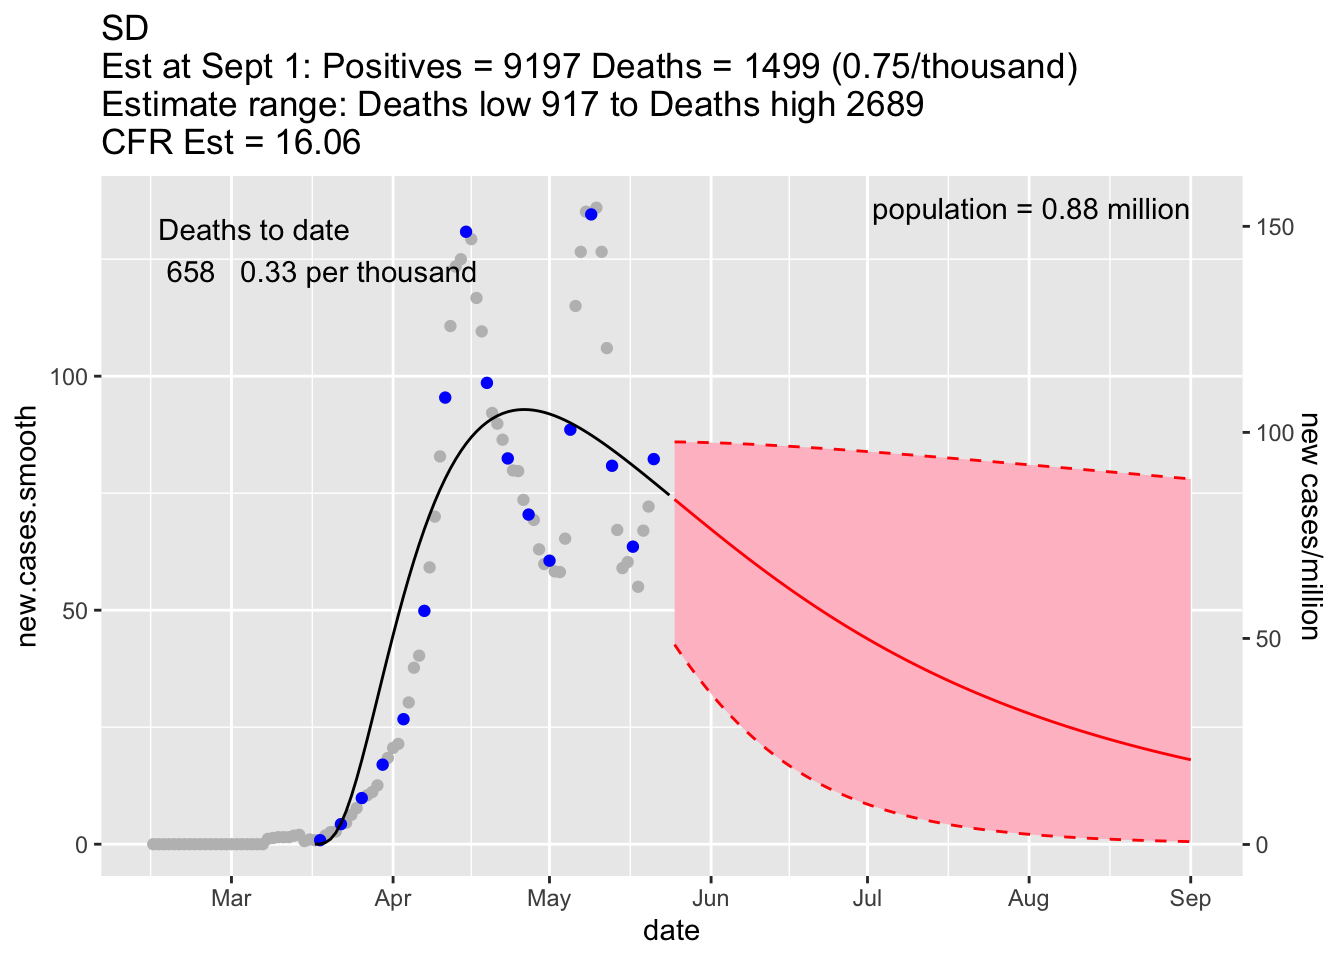 SD
Est at Sept 1: Positives = 9197 Deaths = 1499 (0.75/thousand)
Estimate range: Deaths low 917 to Deaths high 2689
CFR Est = 16.06
Deaths to date
658 0.33 per thousand
population = 0.88 million
100
50
0
new.cases.smooth
150
100
50
0
new cases/million
Mar Apr May Jun Jul Aug Sep
date